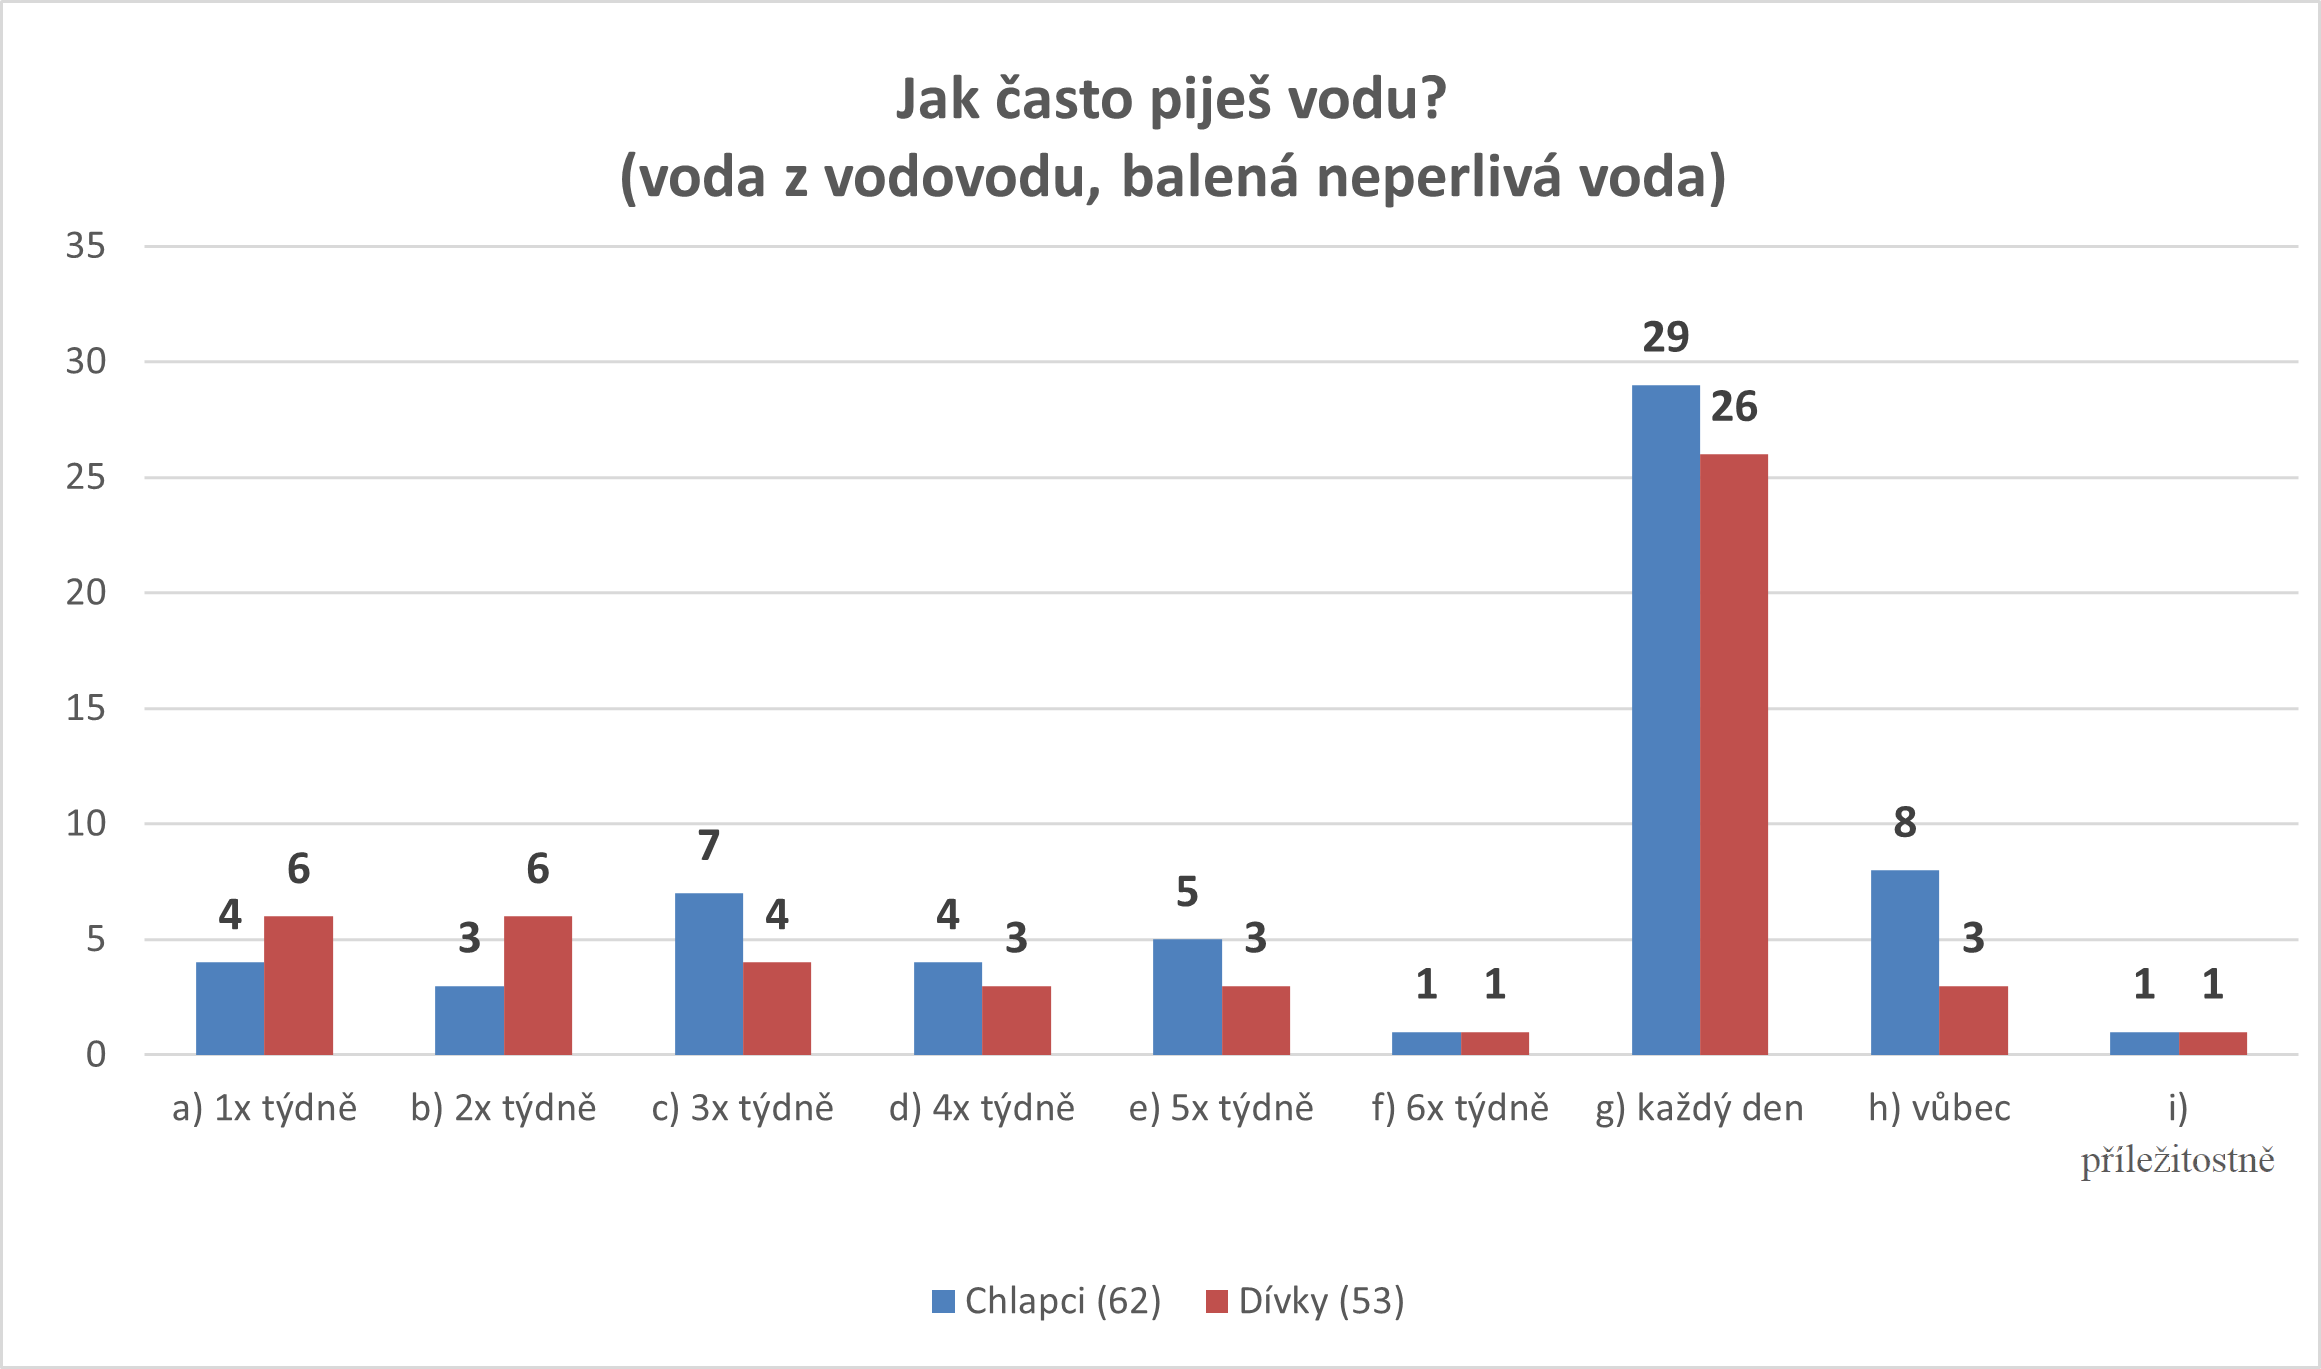 Jak často piješ vodu?
(voda z vodovodu, balená neperlivá voda)
35
30
25
20
15
10
5
0
4
6
3
6
7
4
4
3
5
3
1
1
29
26
8
3
1
1
a) 1x týdně
b) 2x týdně
c) 3x týdně
d) 4x týdně
e) 5x týdně
f) 6x týdně
g) každý den
h) vůbec
i)
příležitostně
Chlapci (62)
Dívky (53)